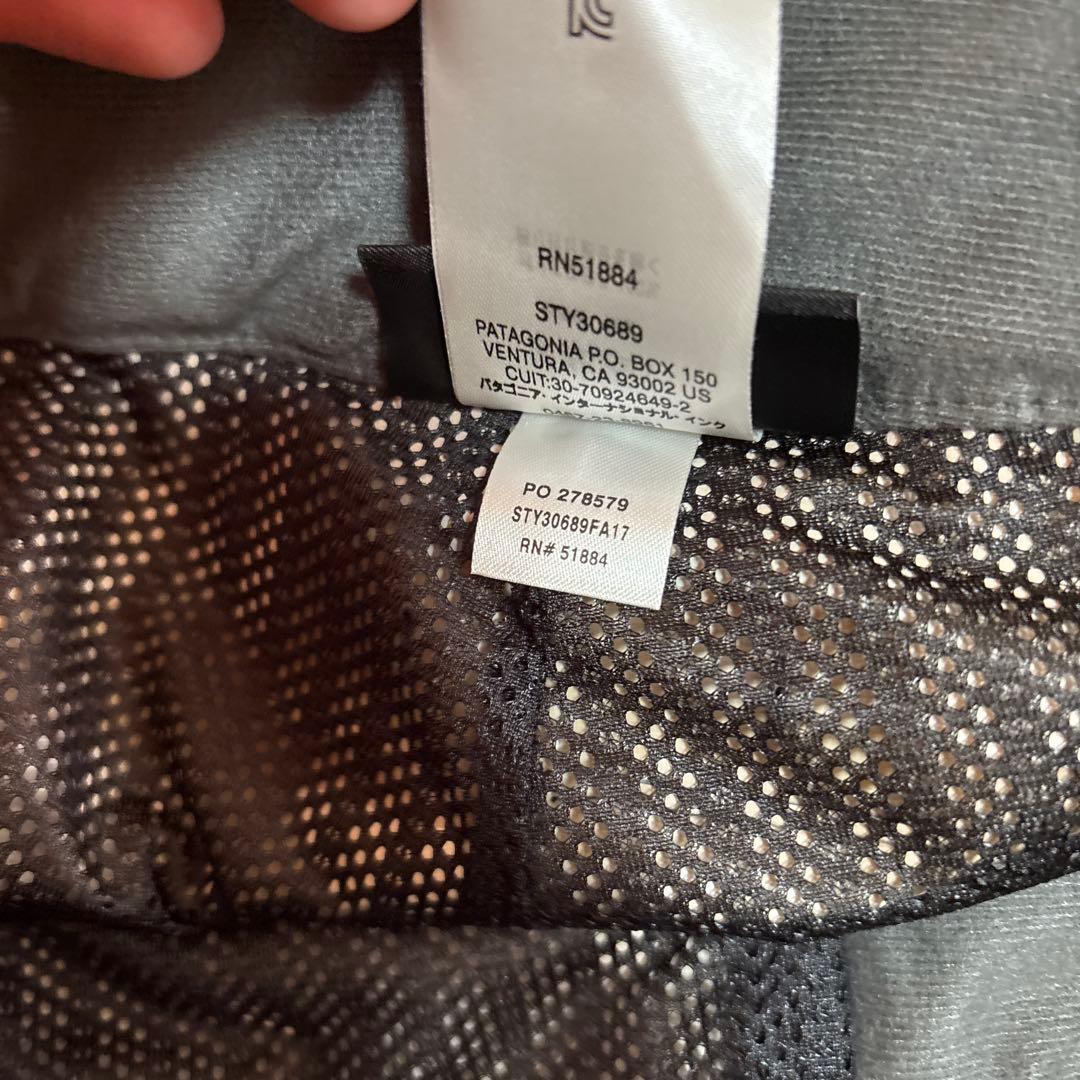 RN51884
STY30689
PATAGONIA P.O. BOX 150
VENTURA, CA 93002 US
CUIT:30-70924649-2
パタゴニア・インターナショナル・インク
PO 278579
STY30689FA17
RN# 51884